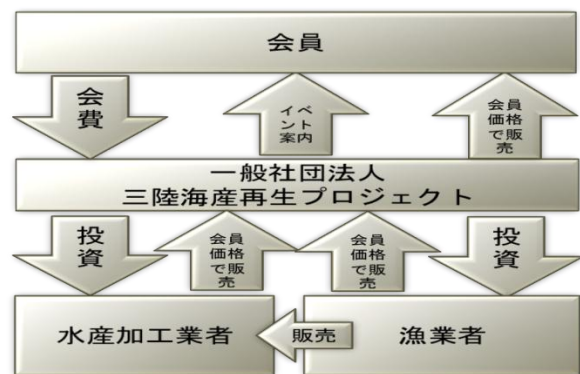 会員
会
費
イベ
ント
案内
会員
価格
で販
売
一般社団法人
三陸海産再生プロジェクト
投
資
会員
価格
で販
売
会員
価格
で販
売
投
資
水産加工業者
販売
漁業者